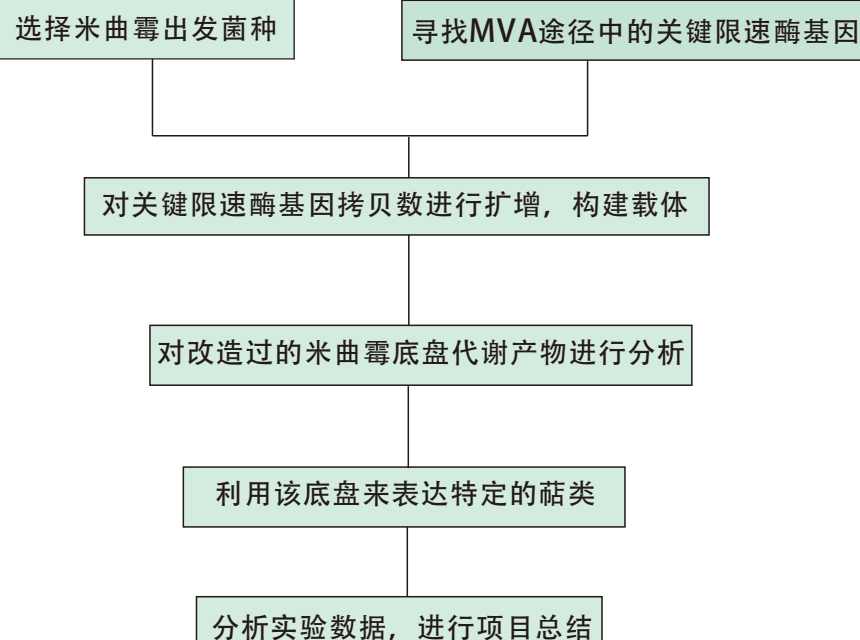 选择米曲霉出发菌种
寻找MVA途径中的关键限速酶基因
对关键限速酶基因拷贝数进行扩增，构建载体
对改造过的米曲霉底盘代谢产物进行分析
利用该底盘来表达特定的萜类
分析实验数据，进行项目总结